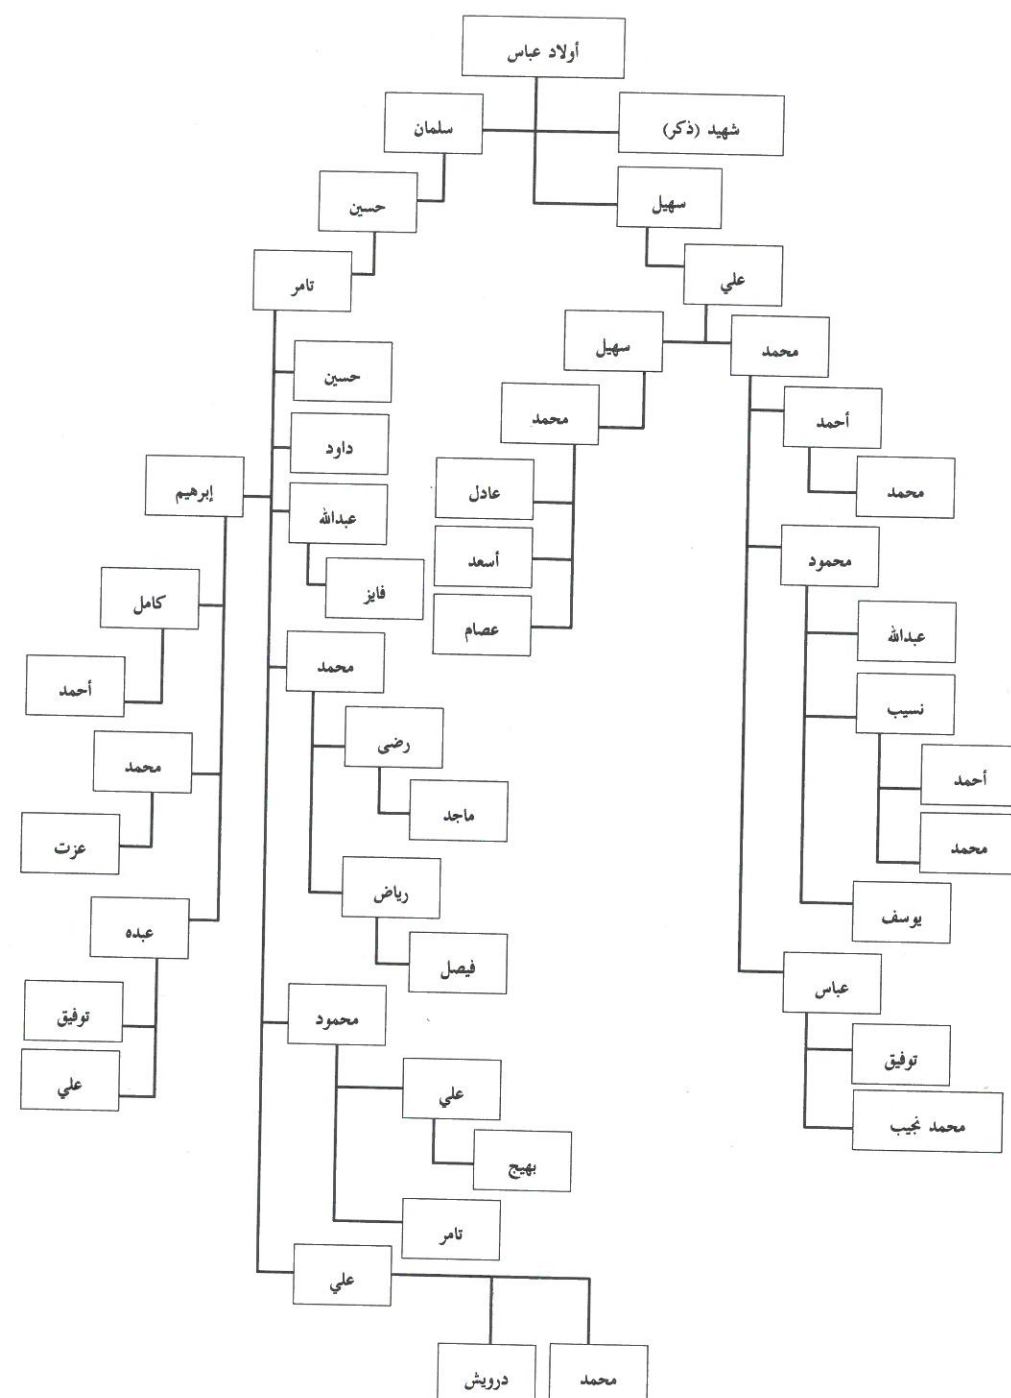 أولاد عباس
شهيد (ذكر)
سلمان
حسين
سهيل
تامر
علي
محمد
سهيل
حسين
أحمد
محمد
داود
محمد
عادل
إبرهيم
عبدالله
محمود
أسعد
فايز
كامل
عصام
عبدالله
محمد
أحمد
نسيب
رضى
محمد
أحمد
ماجد
عزت
محمد
رياض
يوسف
عبده
فيصل
عباس
توفيق
محمود
توفيق
علي
علي
محمد نجيب
بهيج
تامر
علي
محمد
درويش